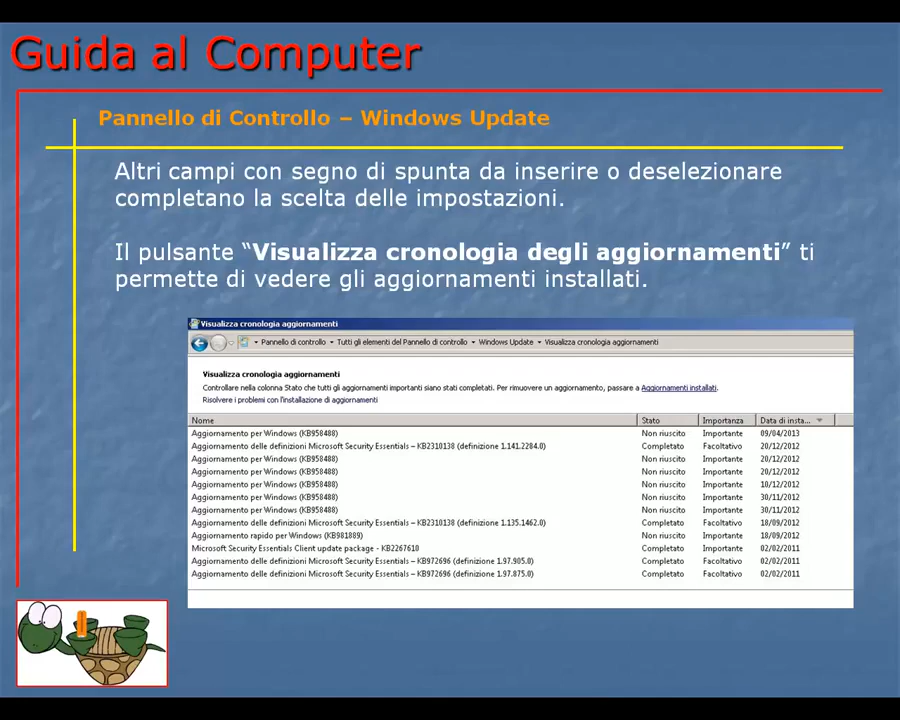 Guida al Computer
Pannello di Controllo – Windows Update
Altri campi con segno di spunta da inserire o deselezionare
completano la scelta delle impostazioni.
Il pulsante “Visualizza cronologia degli aggiornamenti” ti
permette di vedere gli aggiornamenti installati.
Visualizza cronologia aggiornamenti
Pannello di controllo Tutti gli elementi del Pannello di controllo Windows Update Visualizza cronologia aggiornamenti
Visualizza cronologia aggiornamenti
Controllare nella colonna Stato che tutti gli aggiornamenti importanti siano stati completati. Per rimuovere un aggiornamento, passare a Aggiornamenti installati.
Risolvere i problemi con l'installazione di aggiornamenti
Nome Stato Importanza Data di insta...
Aggiornamento per Windows (KB958488) Non riuscito Importante 09/04/2013
Aggiornamento delle definizioni Microsoft Security Essentials – KB2310138 (definizione 1.141.2284.0) Completato Facoltativo 20/12/2012
Aggiornamento per Windows (KB958488) Non riuscito Importante 20/12/2012
Aggiornamento per Windows (KB958488) Non riuscito Importante 20/12/2012
Aggiornamento per Windows (KB958488) Non riuscito Importante 10/12/2012
Aggiornamento per Windows (KB958488) Non riuscito Importante 30/11/2012
Aggiornamento per Windows (KB958488) Non riuscito Importante 30/11/2012
Aggiornamento delle definizioni Microsoft Security Essentials – KB2310138 (definizione 1.135.1462.0) Completato Facoltativo 18/09/2012
Aggiornamento rapido per Windows (KB981889) Non riuscito Importante 18/09/2012
Microsoft Security Essentials Client update package - KB2267610 Completato Importante 02/02/2011
Aggiornamento delle definizioni Microsoft Security Essentials – KB972696 (definizione 1.97.905.0) Completato Facoltativo 02/02/2011
Aggiornamento delle definizioni Microsoft Security Essentials – KB972696 (definizione 1.97.875.0) Completato Facoltativo 02/02/2011